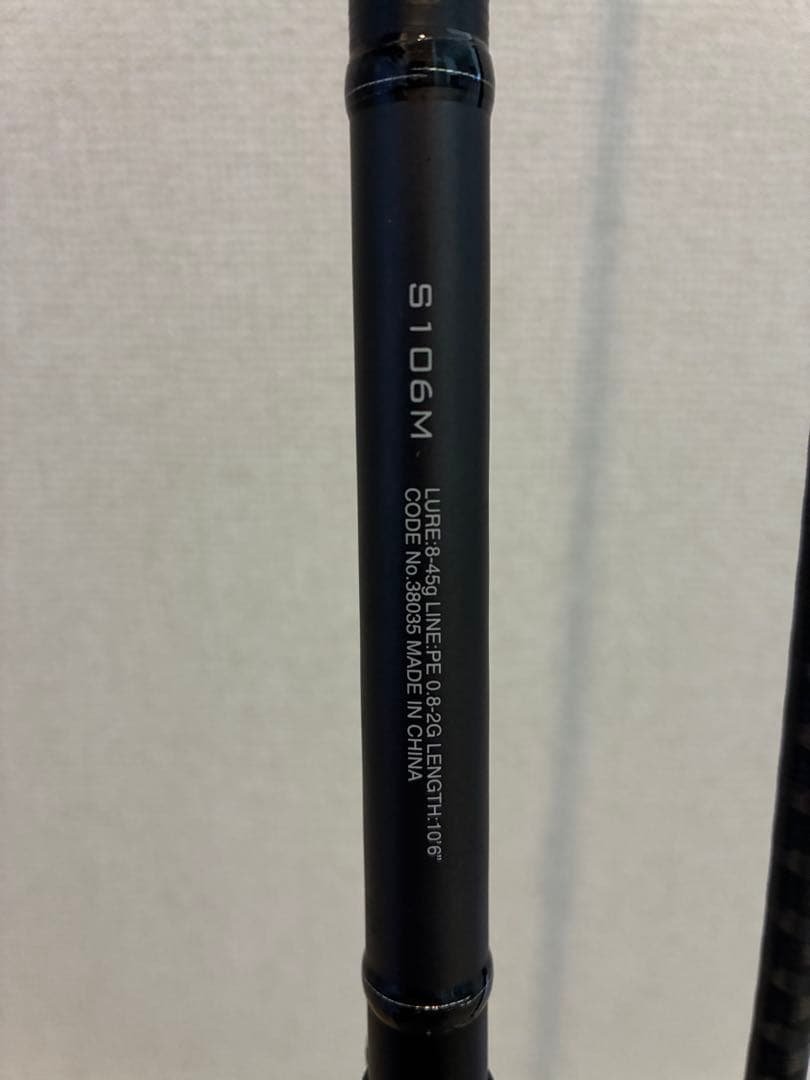 S106M
LURE:8-45g LINE:PE 0.8-2G LENGTH:10'6"
CODE No.38035 MADE IN CHINA